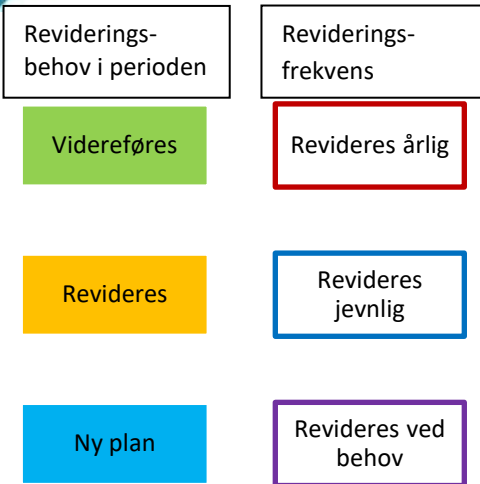 Reviderings-
behov i perioden
Reviderings-
frekvens
Videreføres
Revideres årlig
Revideres
Revideres
jevnlig
Ny plan
Revideres ved
behov